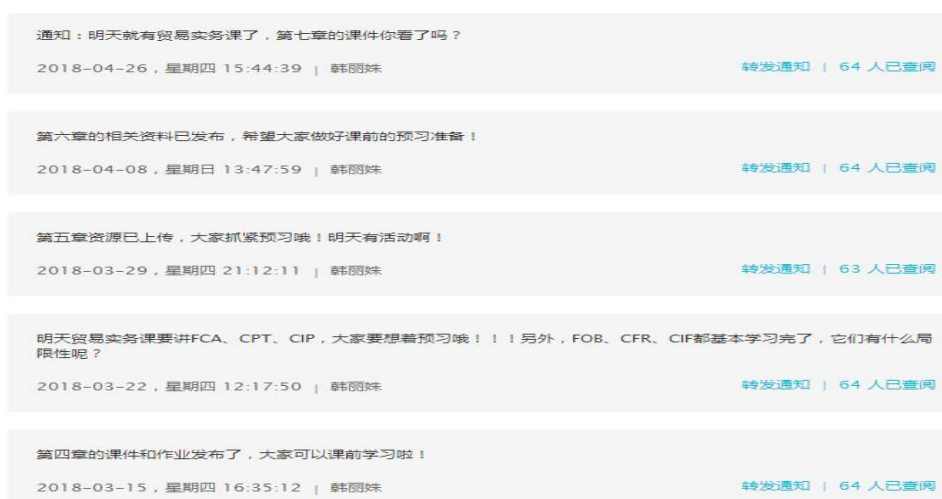 通知：明天就有贸易实务课了，第七章的课件你看了吗？
2018-04-26，星期四 15:44:39 | 韩丽姝 转发通知 | 64 人已查阅
第六章的相关资料已发布，希望大家做好课前的预习准备！
2018-04-08，星期日 13:47:59 | 韩丽姝 转发通知 | 64 人已查阅
第五章资源已上传，大家抓紧预习哦！明天有活动啊！
2018-03-29，星期四 21:12:11 | 韩丽姝 转发通知 | 63 人已查阅
明天贸易实务课要讲FCA、CPT、CIP，大家要想着预习哦！！！另外，FOB、CFR、CIF都基本学习完了，它们有什么局
限性呢？
2018-03-22，星期四 12:17:50 | 韩丽姝 转发通知 | 64 人已查阅
第四章的课件和作业发布了，大家可以课前学习啦！
2018-03-15，星期四 16:35:12 | 韩丽姝 转发通知 | 64 人已查阅